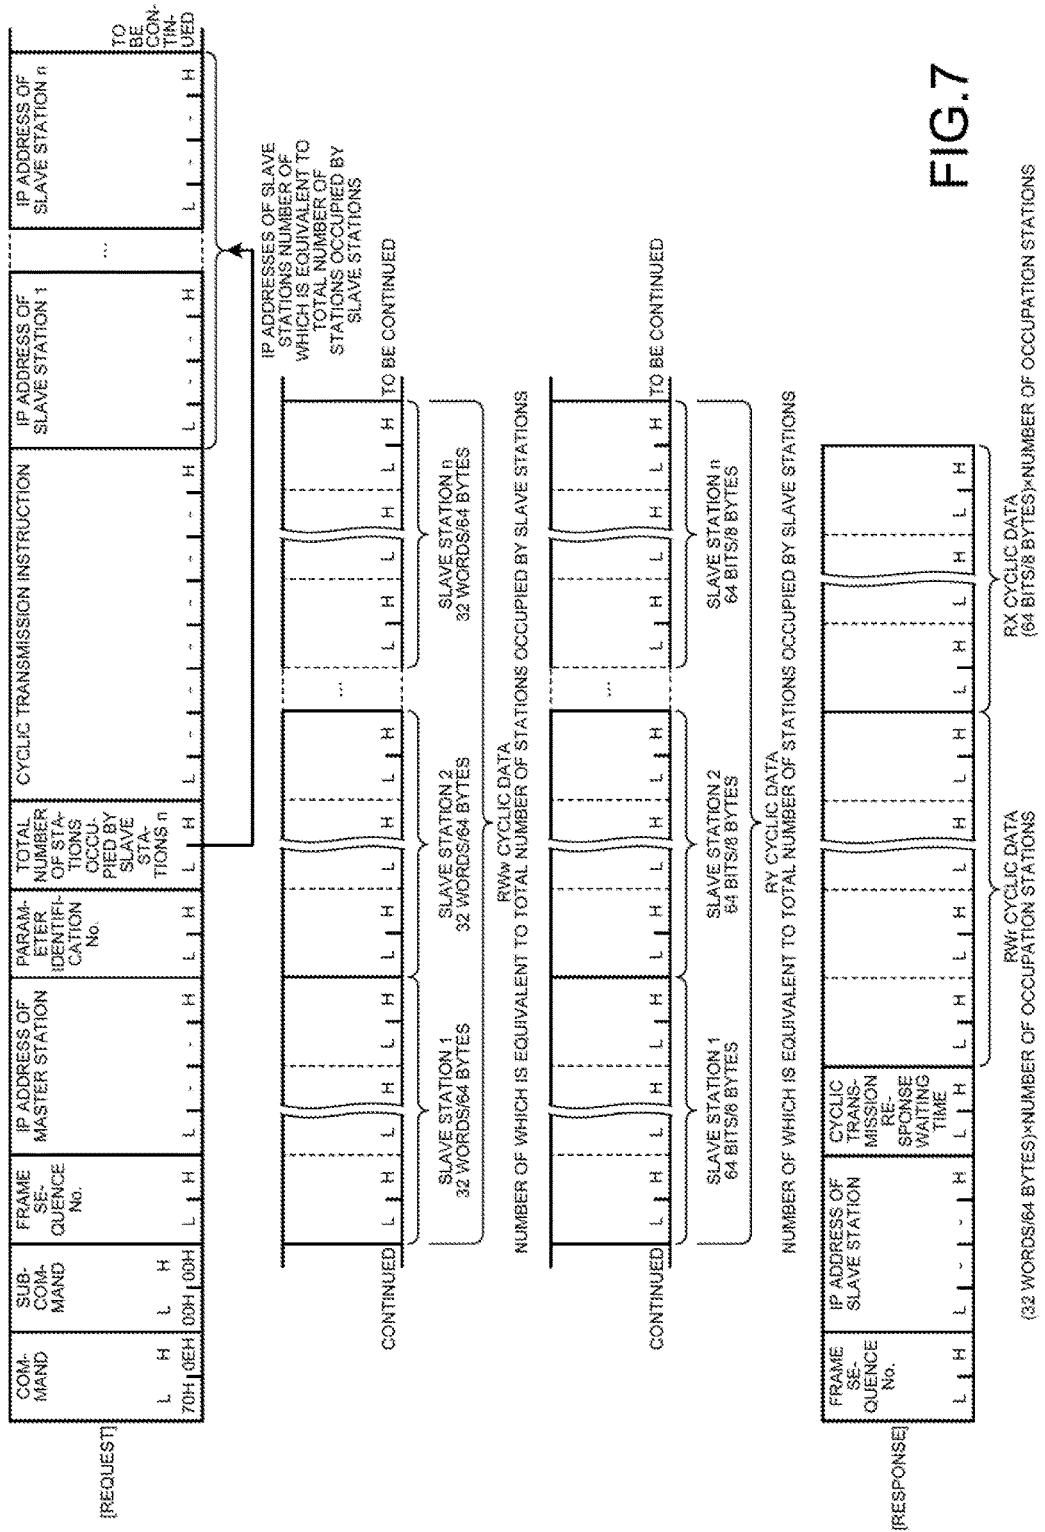 [REQUEST]
COM-
MAND
L H
70H 0EH
SUB-
COM-
MAND
L H
00H 00H
FRAME
SE-
QUENCE
No.
L H
IP ADDRESS OF
MASTER STATION
L - - H
PARAM-
ETER
IDENTIFI-
CATION
No.
L H
TOTAL
NUMBER
OF STA-
TIONS
OCCU-
PIED BY
SLAVE
STA-
TIONS n
L H
CYCLIC TRANSMISSION INSTRUCTION
L - - - - - - H
IP ADDRESS OF
SLAVE STATION 1
L - - H
...
IP ADDRESS OF
SLAVE STATION n
L - - H
TO
BE
CON-
TIN-
UED
IP ADDRESSES OF SLAVE
STATIONS NUMBER OF
WHICH IS EQUIVALENT TO
TOTAL NUMBER OF
STATIONS OCCUPIED BY
SLAVE STATIONS
CONTINUED
L H L H L H
L H L H L H
...
L H L H L H
TO BE CONTINUED
SLAVE STATION 1
32 WORDS/64 BYTES
SLAVE STATION 2
32 WORDS/64 BYTES
SLAVE STATION n
32 WORDS/64 BYTES
RWw CYCLIC DATA
NUMBER OF WHICH IS EQUIVALENT TO TOTAL NUMBER OF STATIONS OCCUPIED BY SLAVE STATIONS
CONTINUED
L H L H L H
L H L H L H
...
L H L H L H
TO BE CONTINUED
SLAVE STATION 1
64 BITS/8 BYTES
SLAVE STATION 2
64 BITS/8 BYTES
SLAVE STATION n
64 BITS/8 BYTES
RY CYCLIC DATA
NUMBER OF WHICH IS EQUIVALENT TO TOTAL NUMBER OF STATIONS OCCUPIED BY SLAVE STATIONS
[RESPONSE]
FRAME
SE-
QUENCE
No.
L H
IP ADDRESS OF
SLAVE STATION
L - - H
CYCLIC
TRANS-
MISSION
RE-
SPONSE
WAITING
TIME
L H
L H L H L H
L H L H L H
RWr CYCLIC DATA
(32 WORDS/64 BYTES)×NUMBER OF OCCUPATION STATIONS
RX CYCLIC DATA
(64 BITS/8 BYTES)×NUMBER OF OCCUPATION STATIONS
FIG.7